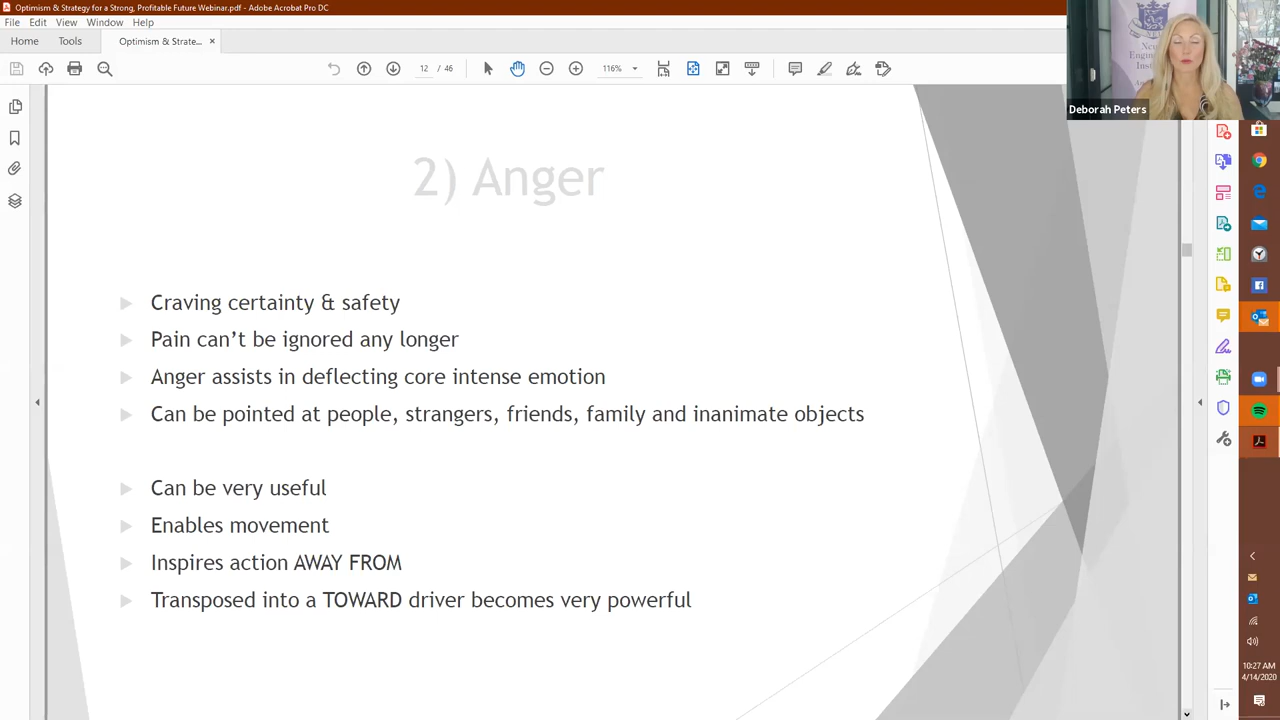 Optimism & Strategy for a Strong, Profitable Future Webinar.pdf - Adobe Acrobat Pro DC
File Edit View Window Help
Home Tools Optimism & Strate... ×
12 / 46 116%
Deborah Peters
2) Anger
Craving certainty & safety
Pain can’t be ignored any longer
Anger assists in deflecting core intense emotion
Can be pointed at people, strangers, friends, family and inanimate objects
Can be very useful
Enables movement
Inspires action AWAY FROM
Transposed into a TOWARD driver becomes very powerful
10:27 AM
4/14/2020